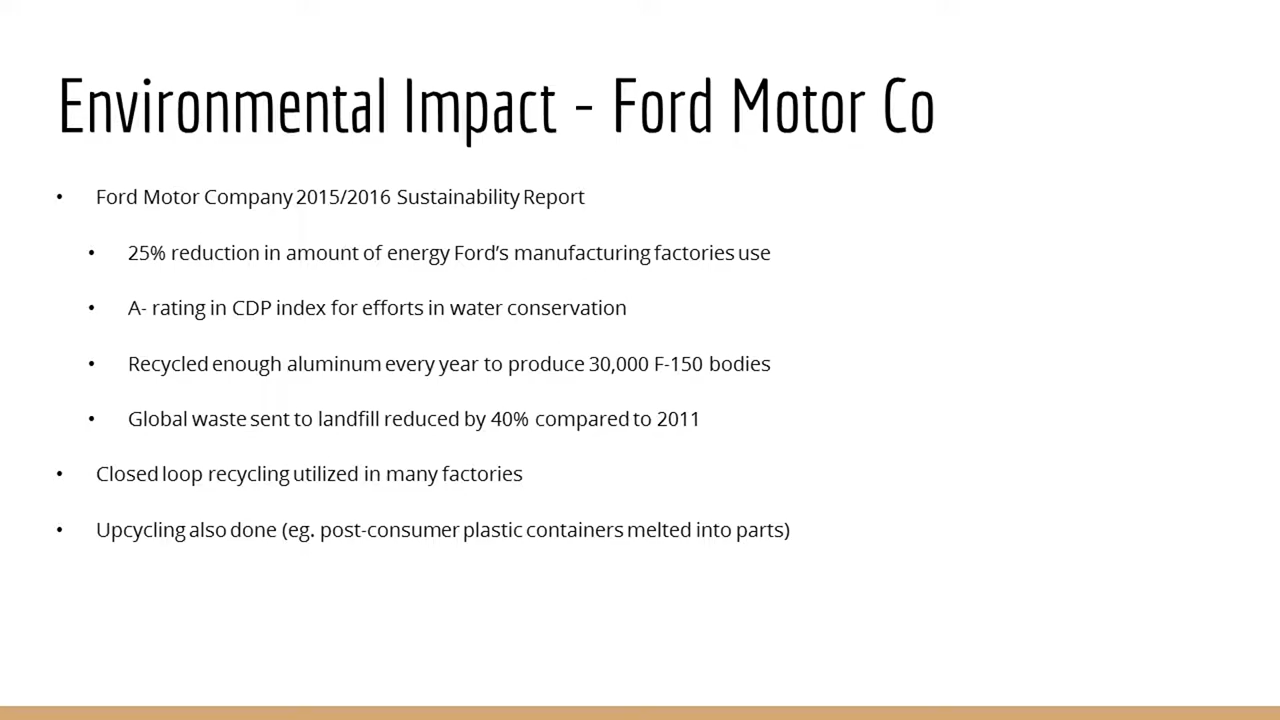 Environmental Impact - Ford Motor Co
• Ford Motor Company 2015/2016 Sustainability Report
• 25% reduction in amount of energy Ford's manufacturing factories use
• A- rating in CDP index for efforts in water conservation
• Recycled enough aluminum every year to produce 30,000 F-150 bodies
• Global waste sent to landfill reduced by 40% compared to 2011
• Closed loop recycling utilized in many factories
• Upcycling also done (eg. post-consumer plastic containers melted into parts)